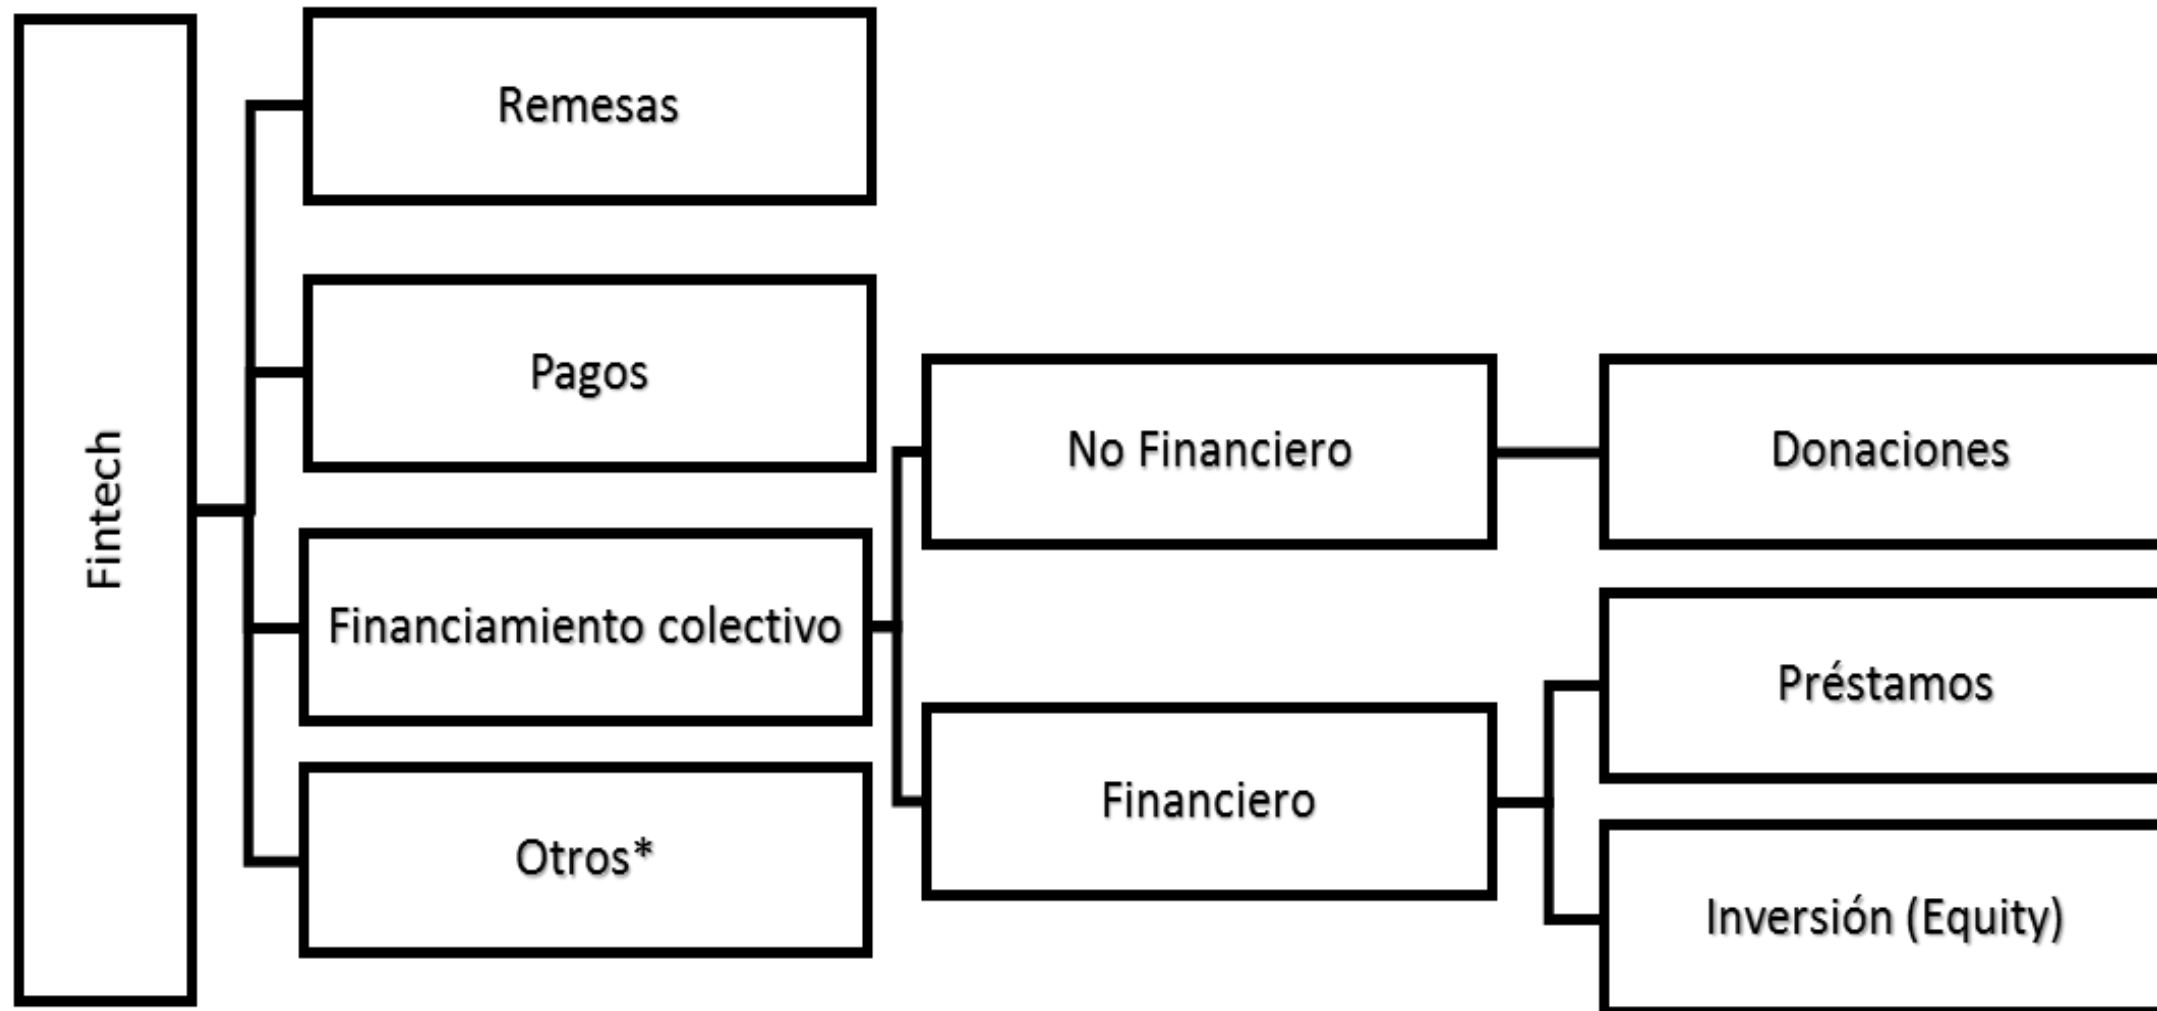 Fintech
Remesas
Pagos
Financiamiento colectivo
Otros*
No Financiero
Financiero
Donaciones
Préstamos
Inversión (Equity)